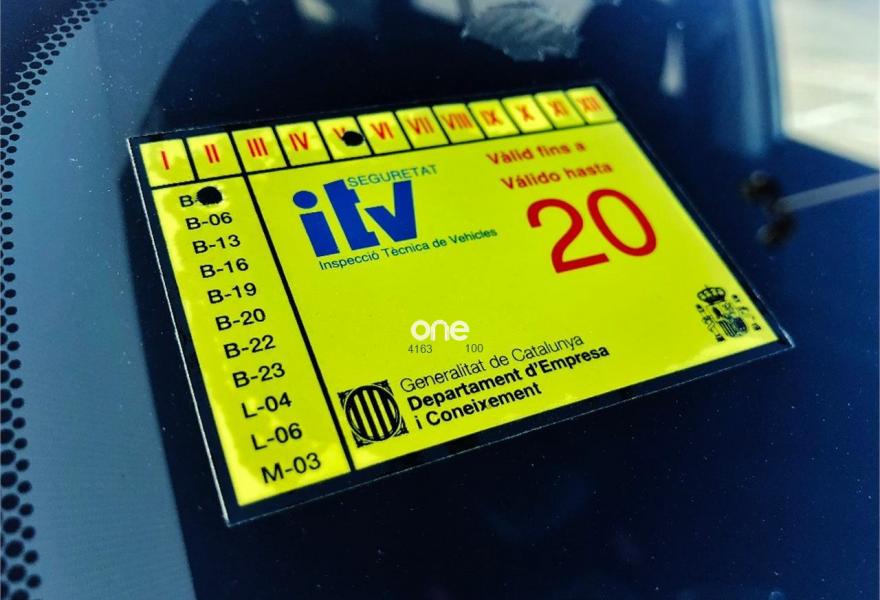 I II III IV V VI VII VIII IX X XI XII
B-
B-06
B-13
B-16
B-19
B-20
B-22
B-23
L-04
L-06
M-03
SEGURETAT
itv
Inspecció Tècnica de Vehicles
Vàlid fins a
Válido hasta
20
one
4163 100
Generalitat de Catalunya
Departament d'Empresa
i Coneixement